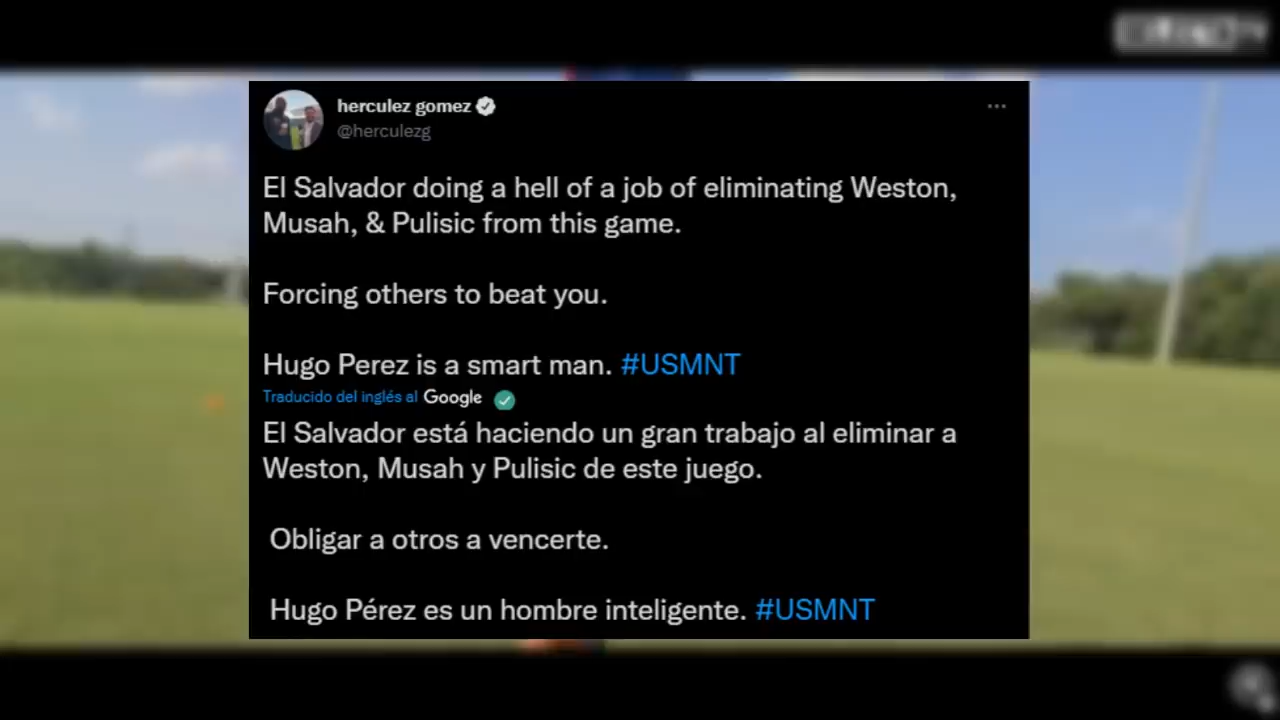 herculez gomez
@herculezg
El Salvador doing a hell of a job of eliminating Weston,
Musah, & Pulisic from this game.
Forcing others to beat you.
Hugo Perez is a smart man. #USMNT
Traducido del inglés al Google
El Salvador está haciendo un gran trabajo al eliminar a
Weston, Musah y Pulisic de este juego.
Obligar a otros a vencerte.
Hugo Pérez es un hombre inteligente. #USMNT